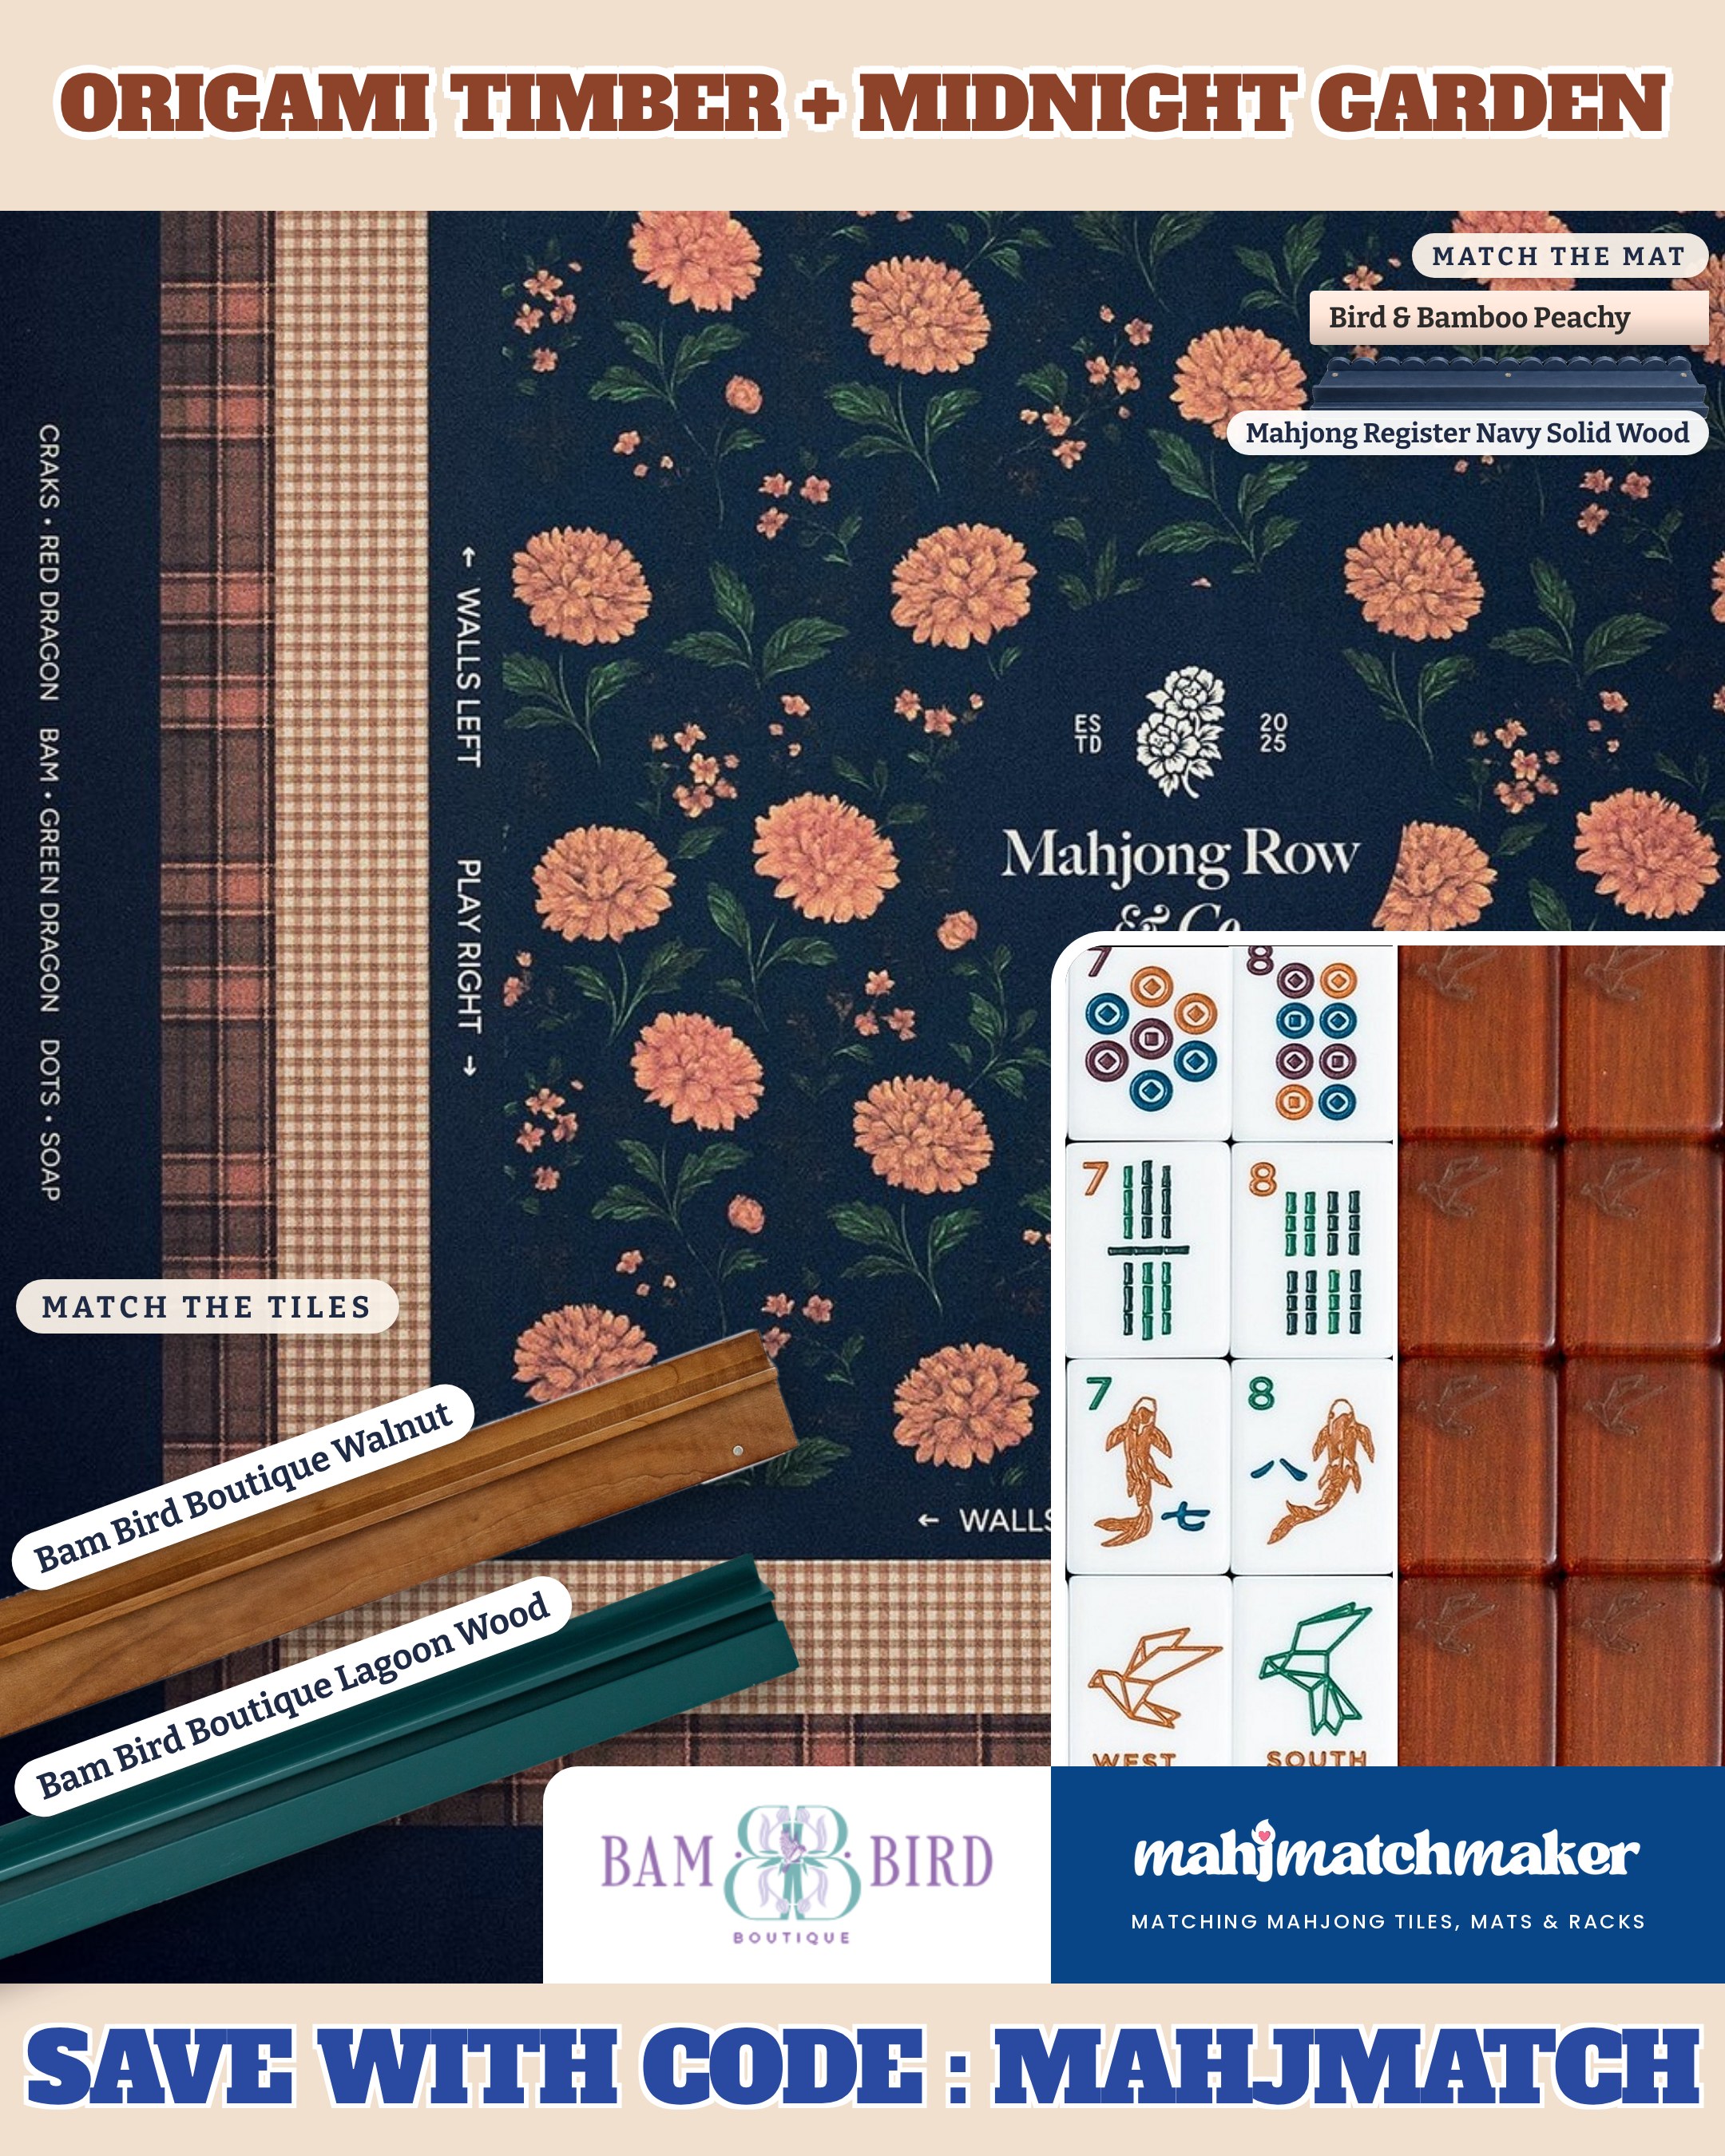 ORIGAMI TIMBER + MIDNIGHT GARDEN
MATCH THE MAT
Bird & Bamboo Peachy
Mahjong Register Navy Solid Wood
CRAKS • RED DRAGON BAM • GREEN DRAGON DOTS • SOAP
← WALLS LEFT PLAY RIGHT →
ES
TD
20
25
Mahjong Row
& Co
7
8
7
8
7
七
8
八
WEST
SOUTH
MATCH THE TILES
Bam Bird Boutique Walnut
Bam Bird Boutique Lagoon Wood
← WALLS
BAM BIRD
BOUTIQUE
mahjmatchmaker
MATCHING MAHJONG TILES, MATS & RACKS
SAVE WITH CODE : MAHJMATCH